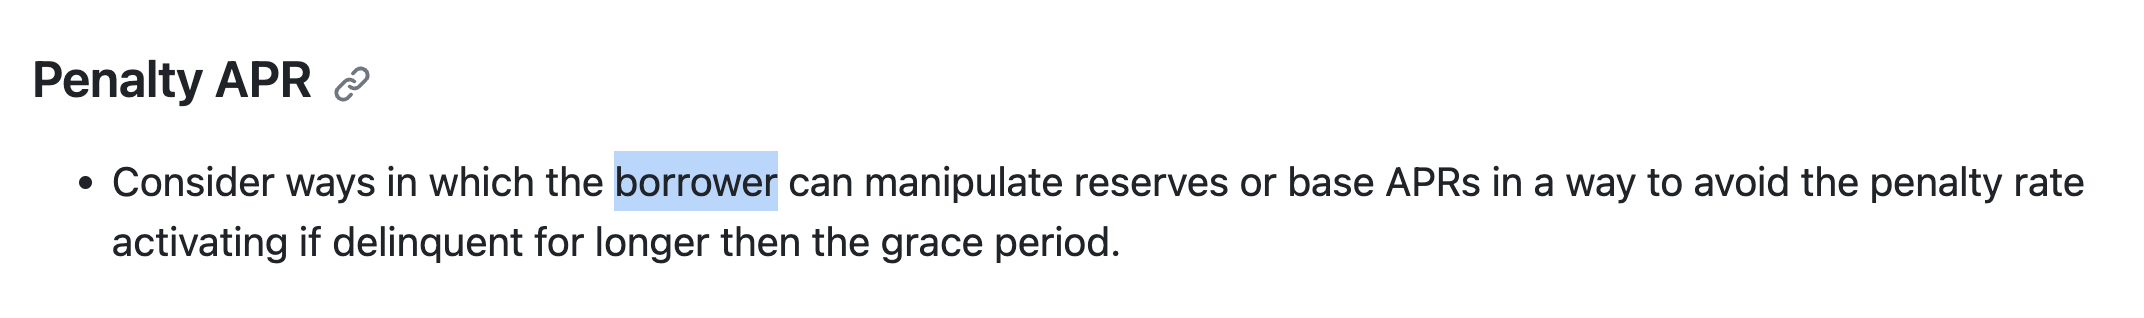 Penalty APR
• Consider ways in which the borrower can manipulate reserves or base APRs in a way to avoid the penalty rate
activating if delinquent for longer then the grace period.